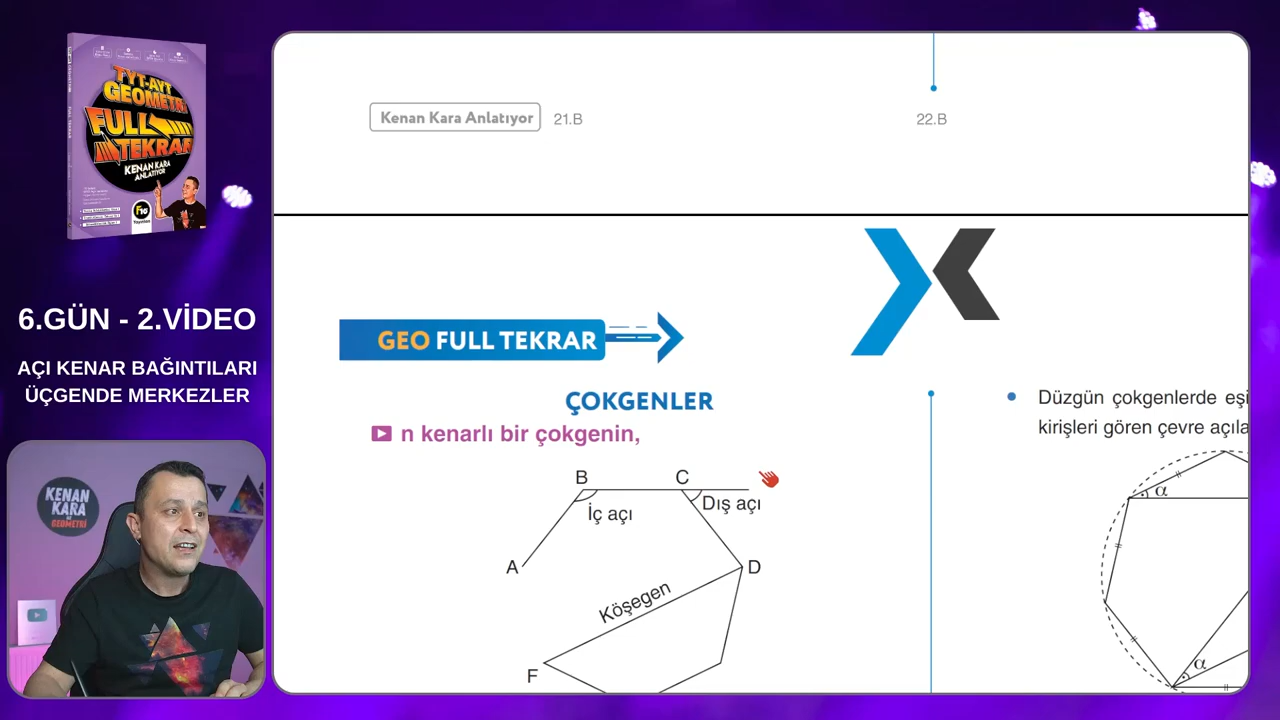 TYT-AYT
GEOMETRİ
FULL
TEKRAR
KENAN KARA
ANLATIYOR
6.GÜN - 2.VİDEO
AÇI KENAR BAĞINTILARI
ÜÇGENDE MERKEZLER
KENAN
KARA
GEOMETRİ
Kenan Kara Anlatıyor
21.B
22.B
GEO FULL TEKRAR
ÇOKGENLER
n kenarlı bir çokgenin,
B
C
İç açı
Dış açı
A
D
Köşegen
F
Düzgün çokgenlerde eşi
kirişleri gören çevre açıla
α
α